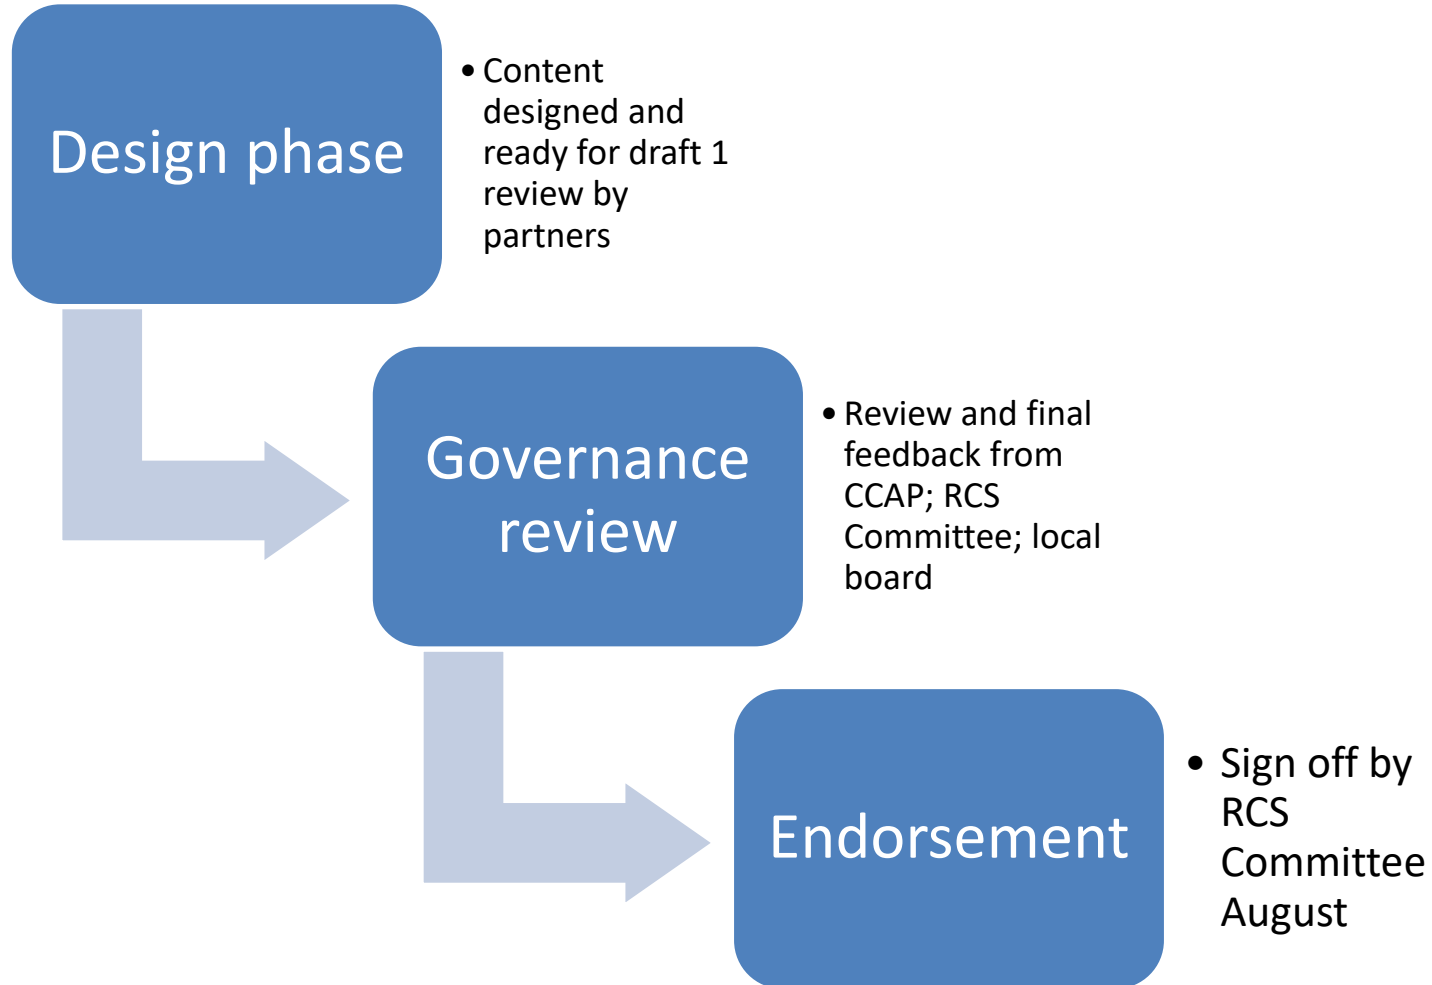 Design phase
• Content
designed and
ready for draft 1
review by
partners
Governance
review
• Review and final
feedback from
CCAP; RCS
Committee; local
board
Endorsement
• Sign off by
RCS
Committee
August